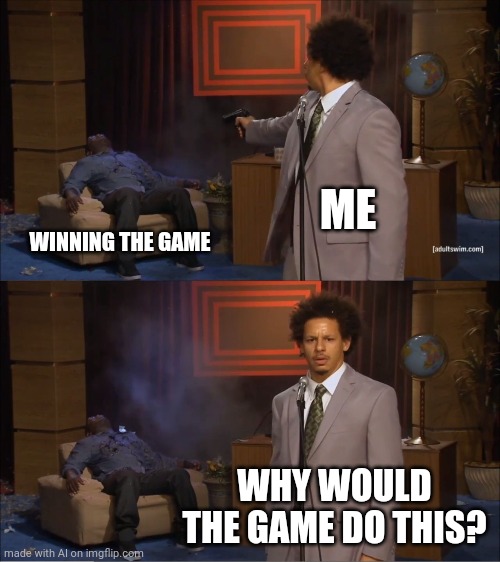 ME
WINNING THE GAME
[adultswim.com]
WHY WOULD
THE GAME DO THIS?
made with AI on imgflip.com